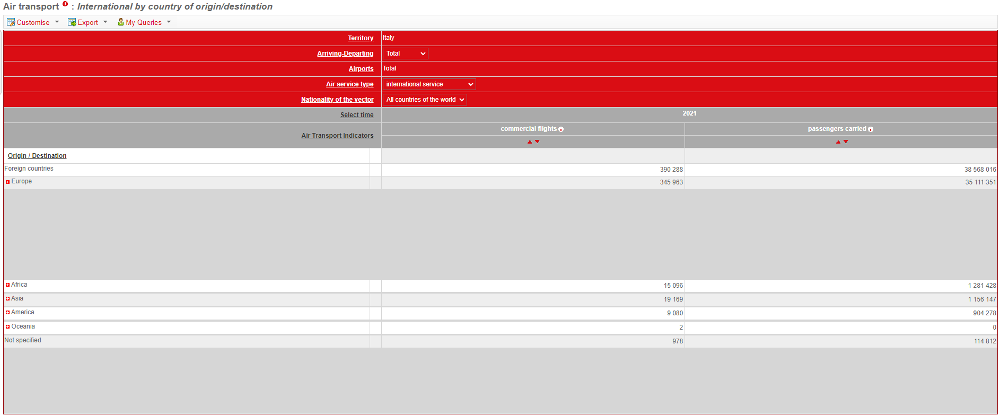 Air transport : International by country of origin/destination
Customise Export My Queries
Territory Italy
Arriving-Departing Total
Airports Total
Air service type international service
Nationality of the vector All countries of the world
Select time 2021
Air Transport Indicators commercial flights passengers carried
Origin / Destination
Foreign countries 390 288 38 568 016
Europe 345 963 35 111 351
Africa 15 096 1 281 428
Asia 19 169 1 156 147
America 9 080 904 278
Oceania 2 0
Not specified 978 114 812